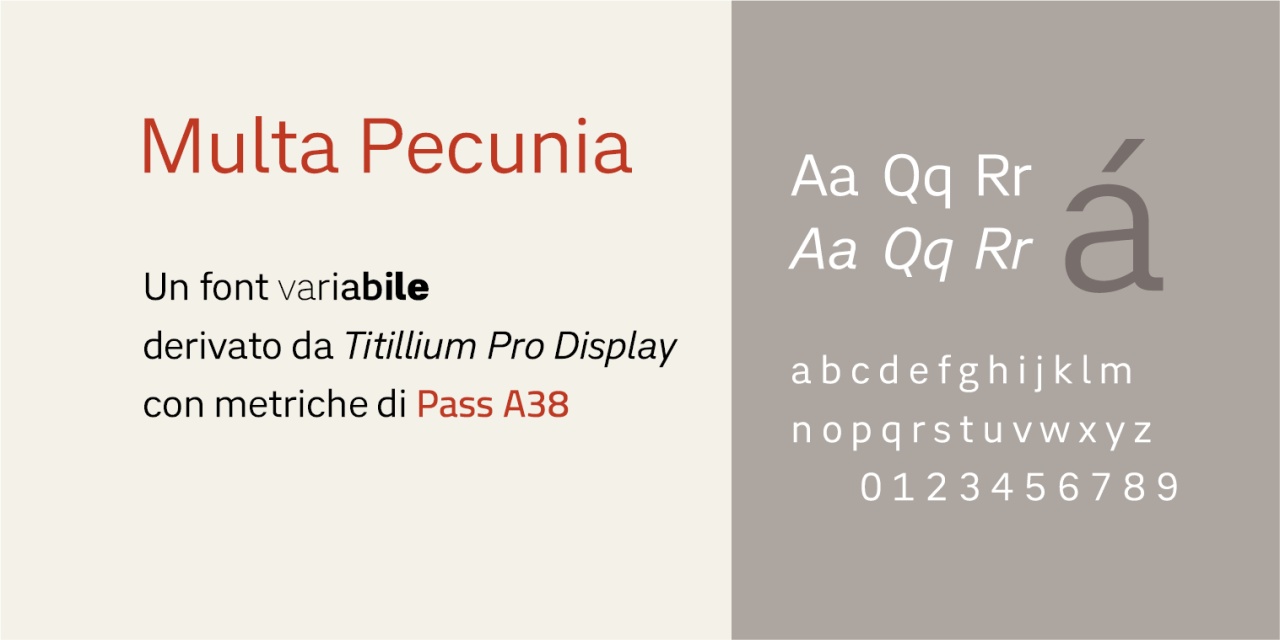 Multa Pecunia
Un font variabile
derivato da Titillium Pro Display
con metriche di Pass A38
Aa Qq Rr
Aa Qq Rr
á
a b c d e f g h i j k l m
n o p q r s t u v w x y z
0 1 2 3 4 5 6 7 8 9